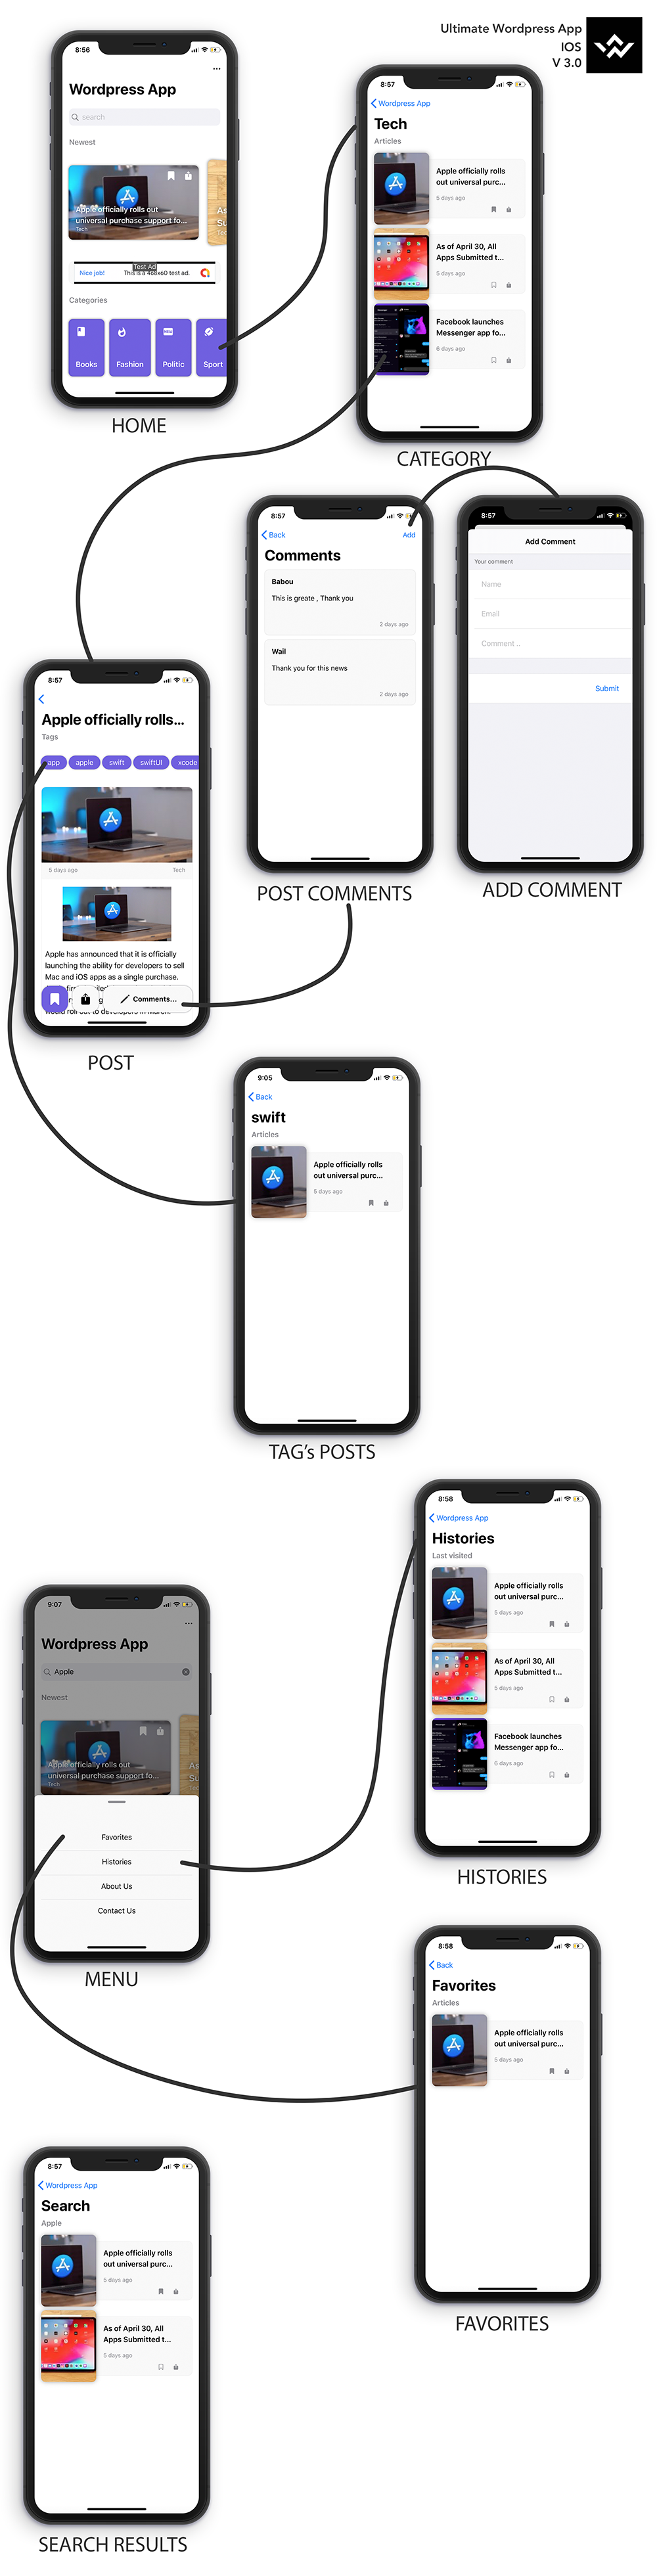 Ultimate Wordpress App
IOS
V 3.0
8:56
Wordpress App
search
Newest
Apple officially rolls out
universal purchase support fo...
Tech
As
Su
Te
Test Ad
Nice job!
This is a 468x60 test ad.
Categories
Books
Fashion
Politic
Sport
HOME
8:57
Wordpress App
Tech
Articles
Apple officially rolls
out universal purc...
5 days ago
As of April 30, All
Apps Submitted t...
5 days ago
Facebook launches
Messenger app fo...
6 days ago
CATEGORY
8:57
Back
Add
Comments
Babou
This is greate , Thank you
2 days ago
Wail
Thank you for this news
2 days ago
POST COMMENTS
8:57
Add Comment
Your comment
Name
Email
Comment ..
Submit
ADD COMMENT
8:57
Apple officially rolls...
Tags
app
apple
swift
swiftUI
xcode
5 days ago
Tech
Apple has announced that it is officially
launching the ability for developers to sell
Mac and iOS apps as a single purchase.
Comments...
would roll out to developers in March.
POST
9:05
Back
swift
Articles
Apple officially rolls
out universal purc...
5 days ago
TAG's POSTS
8:58
Wordpress App
Histories
Last visited
Apple officially rolls
out universal purc...
5 days ago
As of April 30, All
Apps Submitted t...
5 days ago
Facebook launches
Messenger app fo...
6 days ago
HISTORIES
9:07
Wordpress App
Apple
Newest
Apple officially rolls out
universal purchase support fo...
Tech
As
Su
Te
Favorites
Histories
About Us
Contact Us
MENU
8:58
Back
Favorites
Articles
Apple officially rolls
out universal purc...
5 days ago
FAVORITES
8:57
Wordpress App
Search
Apple
Apple officially rolls
out universal purc...
5 days ago
As of April 30, All
Apps Submitted t...
5 days ago
SEARCH RESULTS